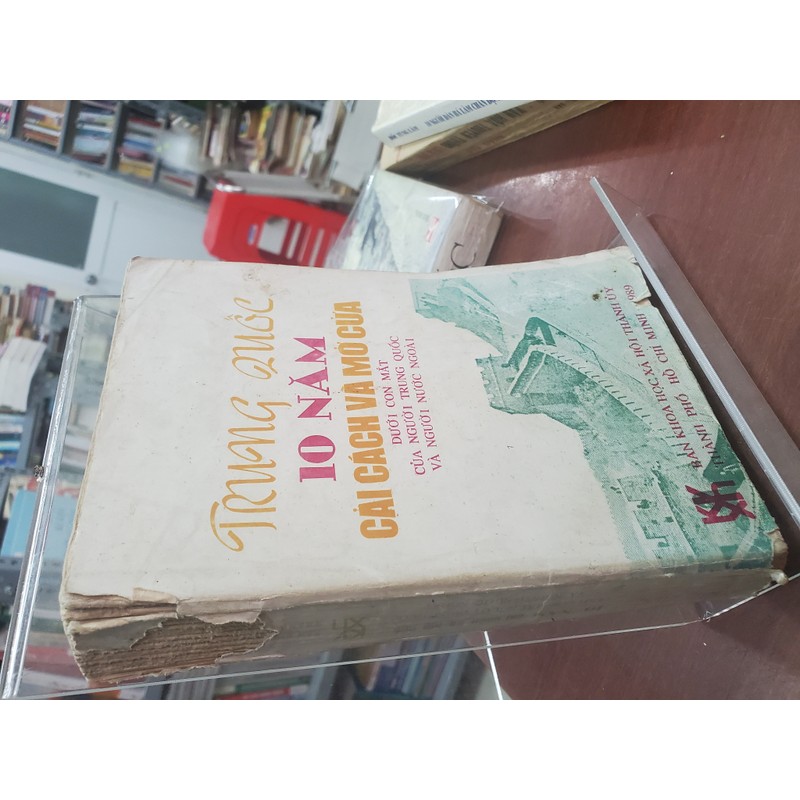 TRUNG QUỐC
10 NĂM
CẢI CÁCH VÀ MỞ CỬA
DƯỚI CON MẮT
CỦA NGƯỜI TRUNG QUỐC
VÀ NGƯỜI NƯỚC NGOÀI
BAN KHOA HỌC XÃ HỘI THÀNH ỦY
THÀNH PHỐ HỒ CHÍ MINH 989